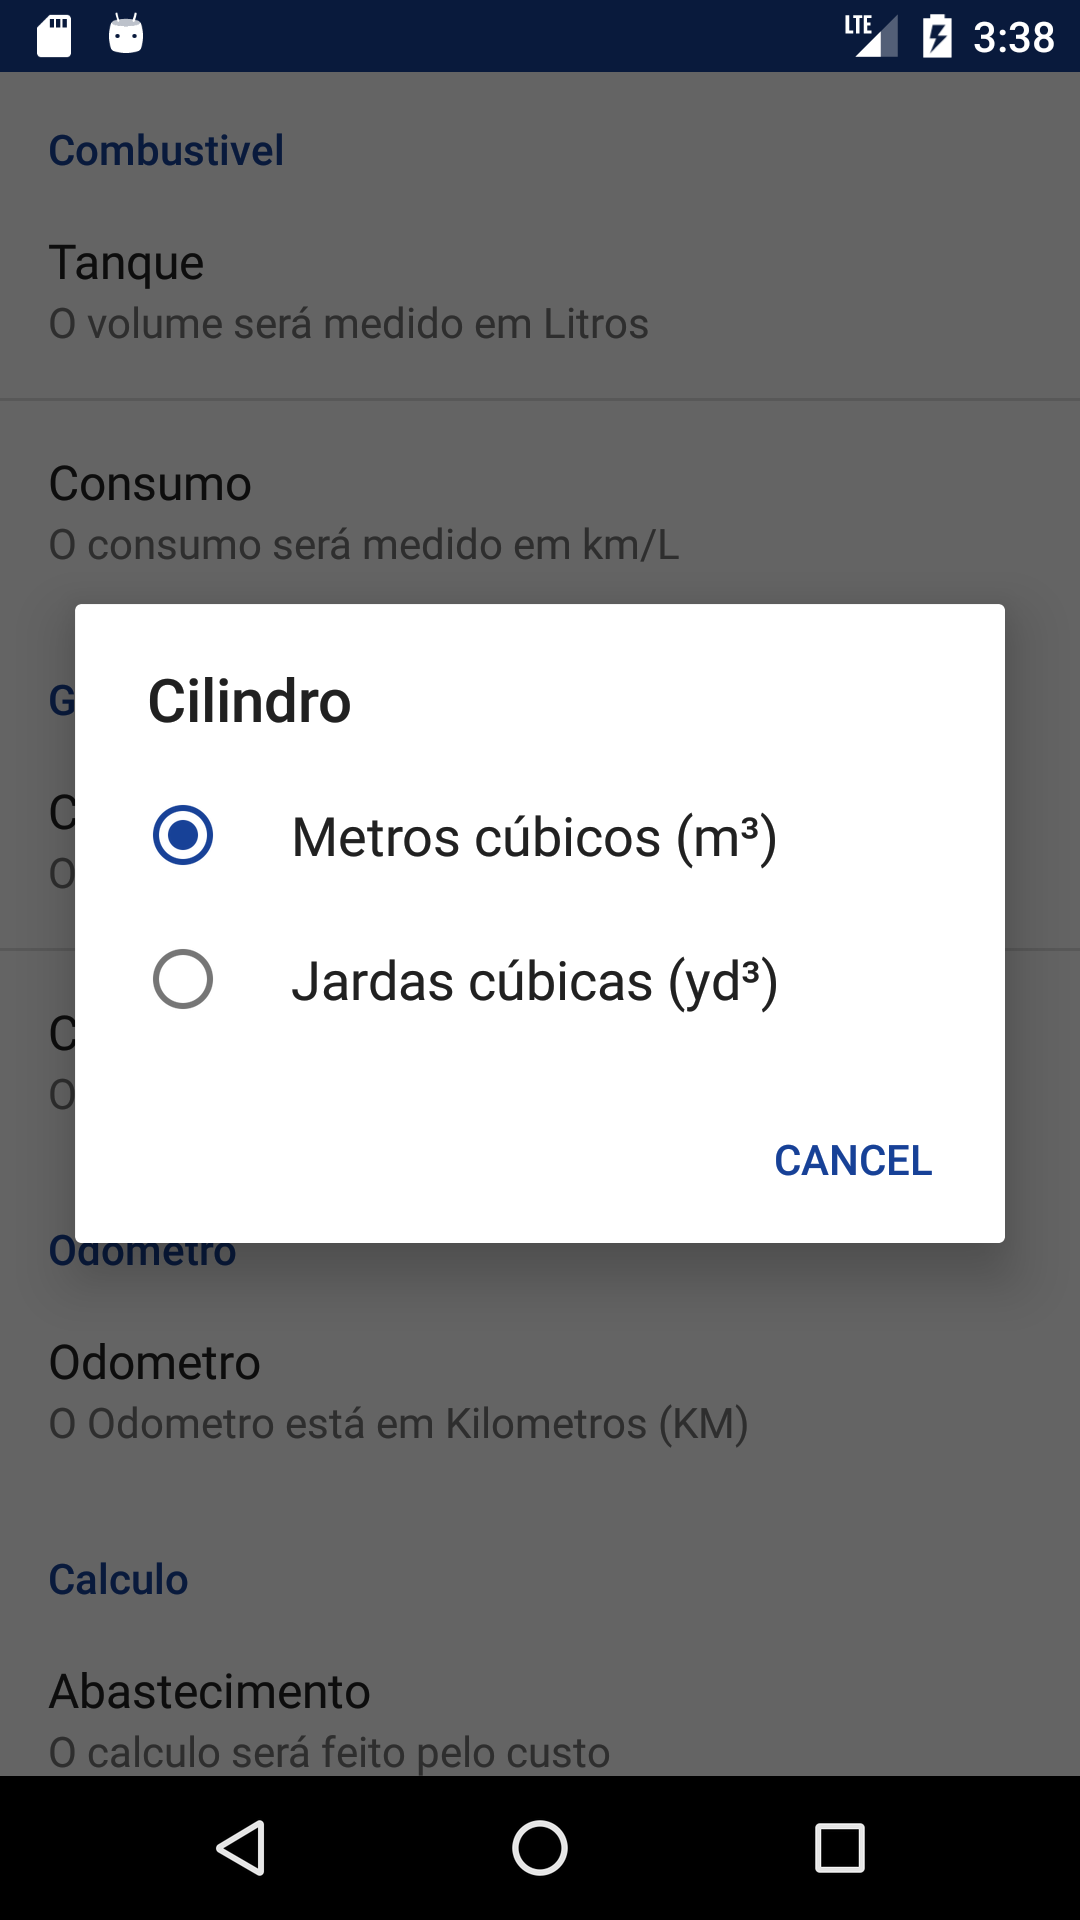 LTE 3:38
Combustivel
Tanque
O volume será medido em Litros
Consumo
O consumo será medido em km/L
G
C
O
Cilindro
Metros cúbicos (m³)
Jardas cúbicas (yd³)
CANCEL
C
O
Odometro
Odometro
O Odometro está em Kilometros (KM)
Calculo
Abastecimento
O calculo será feito pelo custo